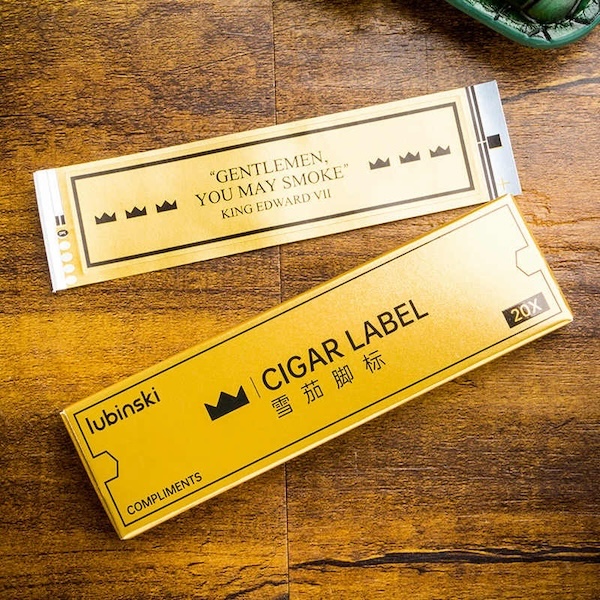 “GENTLEMEN,
YOU MAY SMOKE”
KING EDWARD VII
lubinski
CIGAR LABEL
雪茄脚标
20X
COMPLIMENTS